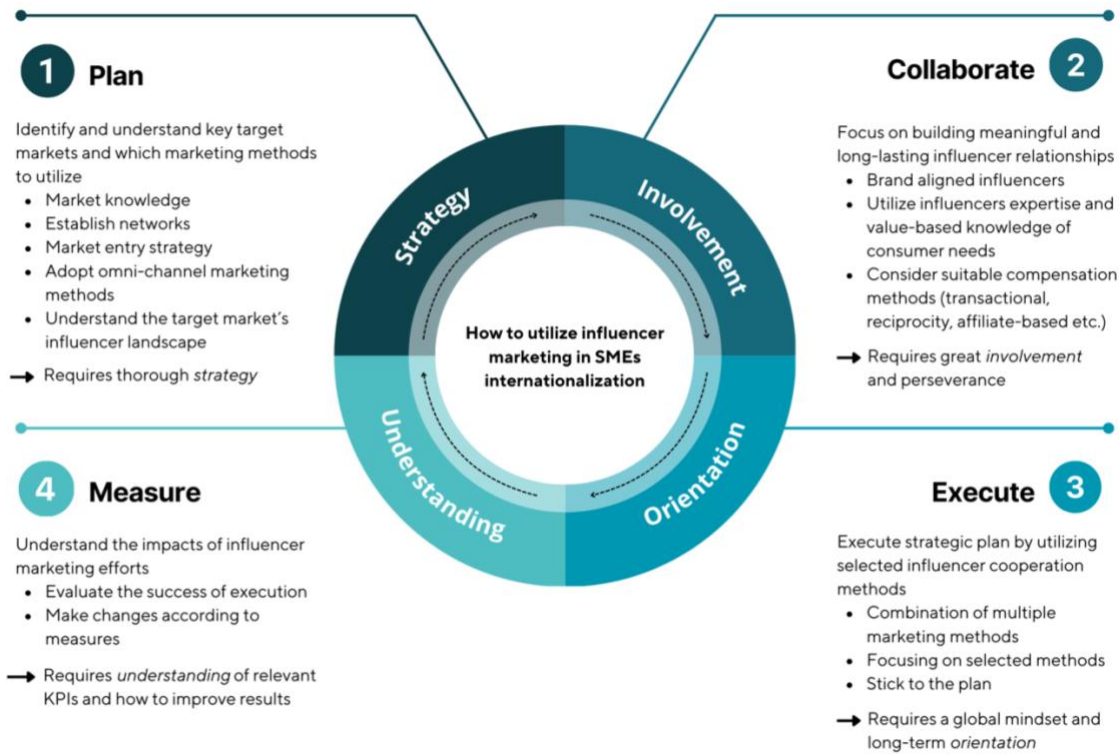 1 Plan
Identify and understand key target
markets and which marketing methods
to utilize
• Market knowledge
• Establish networks
• Market entry strategy
• Adopt omni-channel marketing
methods
• Understand the target market´s
influencer landscape
→ Requires thorough strategy
Collaborate 2
Focus on building meaningful and
long-lasting influencer relationships
• Brand aligned influencers
• Utilize influencers expertise and
value-based knowledge of
consumer needs
• Consider suitable compensation
methods (transactional,
reciprocity, affiliate-based etc.)
→ Requires great involvement
and perseverance
Strategy
Involvement
How to utilize influencer
marketing in SMEs
internationalization
Understanding
Orientation
Execute 3
Execute strategic plan by utilizing
selected influencer cooperation
methods
• Combination of multiple
marketing methods
• Focusing on selected methods
• Stick to the plan
→ Requires a global mindset and
long-term orientation
4 Measure
Understand the impacts of influencer
marketing efforts
• Evaluate the success of execution
• Make changes according to
measures
→ Requires understanding of relevant
KPIs and how to improve results